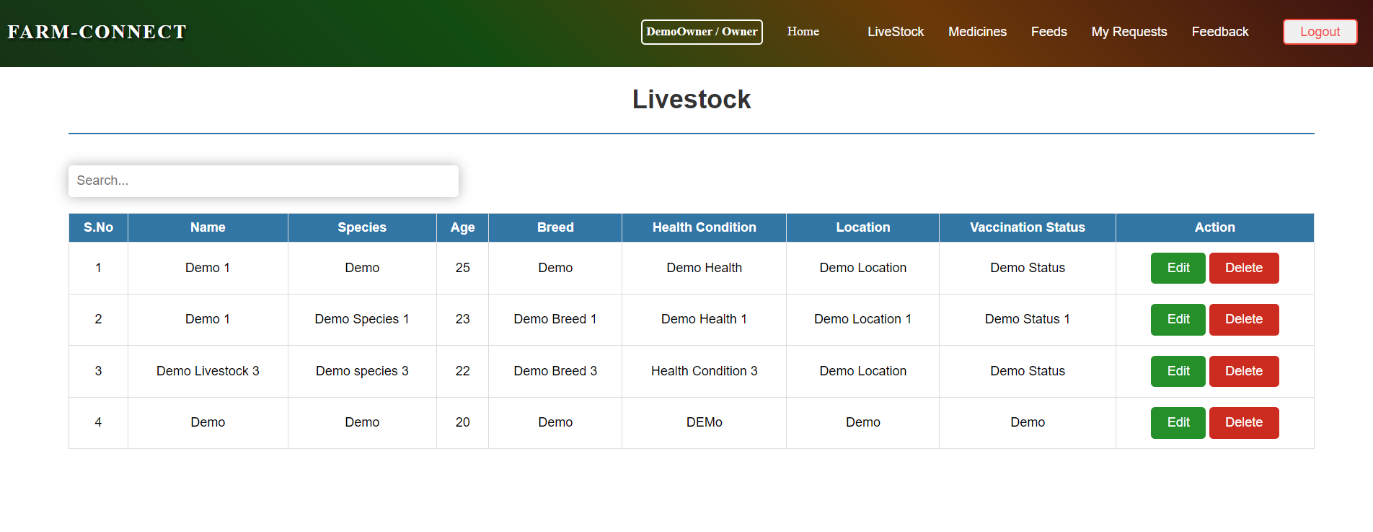 FARM-CONNECT DemoOwner / Owner Home LiveStock Medicines Feeds My Requests Feedback Logout
Livestock
Search...
S.No Name Species Age Breed Health Condition Location Vaccination Status Action
1 Demo 1 Demo 25 Demo Demo Health Demo Location Demo Status Edit Delete
2 Demo 1 Demo Species 1 23 Demo Breed 1 Demo Health 1 Demo Location 1 Demo Status 1 Edit Delete
3 Demo Livestock 3 Demo species 3 22 Demo Breed 3 Health Condition 3 Demo Location Demo Status Edit Delete
4 Demo Demo 20 Demo DEMo Demo Demo Edit Delete